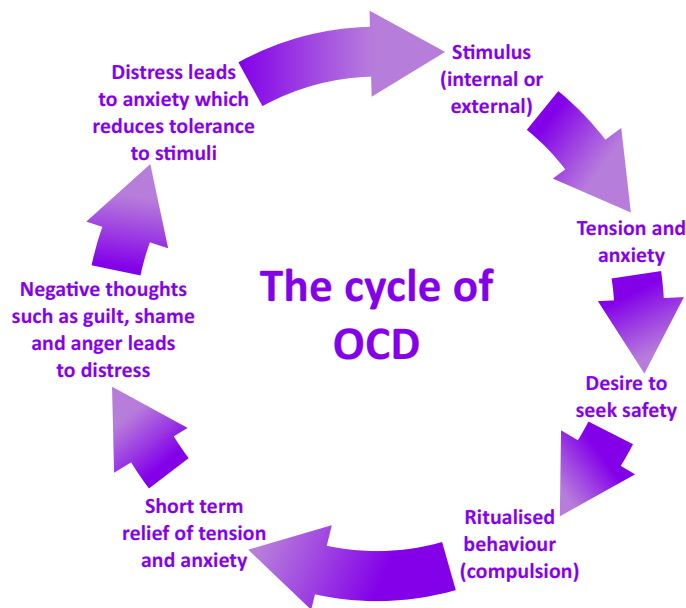 The cycle of
OCD
Stimulus
(internal or
external)
Tension and
anxiety
Desire to
seek safety
Ritualised
behaviour
(compulsion)
Short term
relief of tension
and anxiety
Negative thoughts
such as guilt, shame
and anger leads
to distress
Distress leads
to anxiety which
reduces tolerance
to stimuli